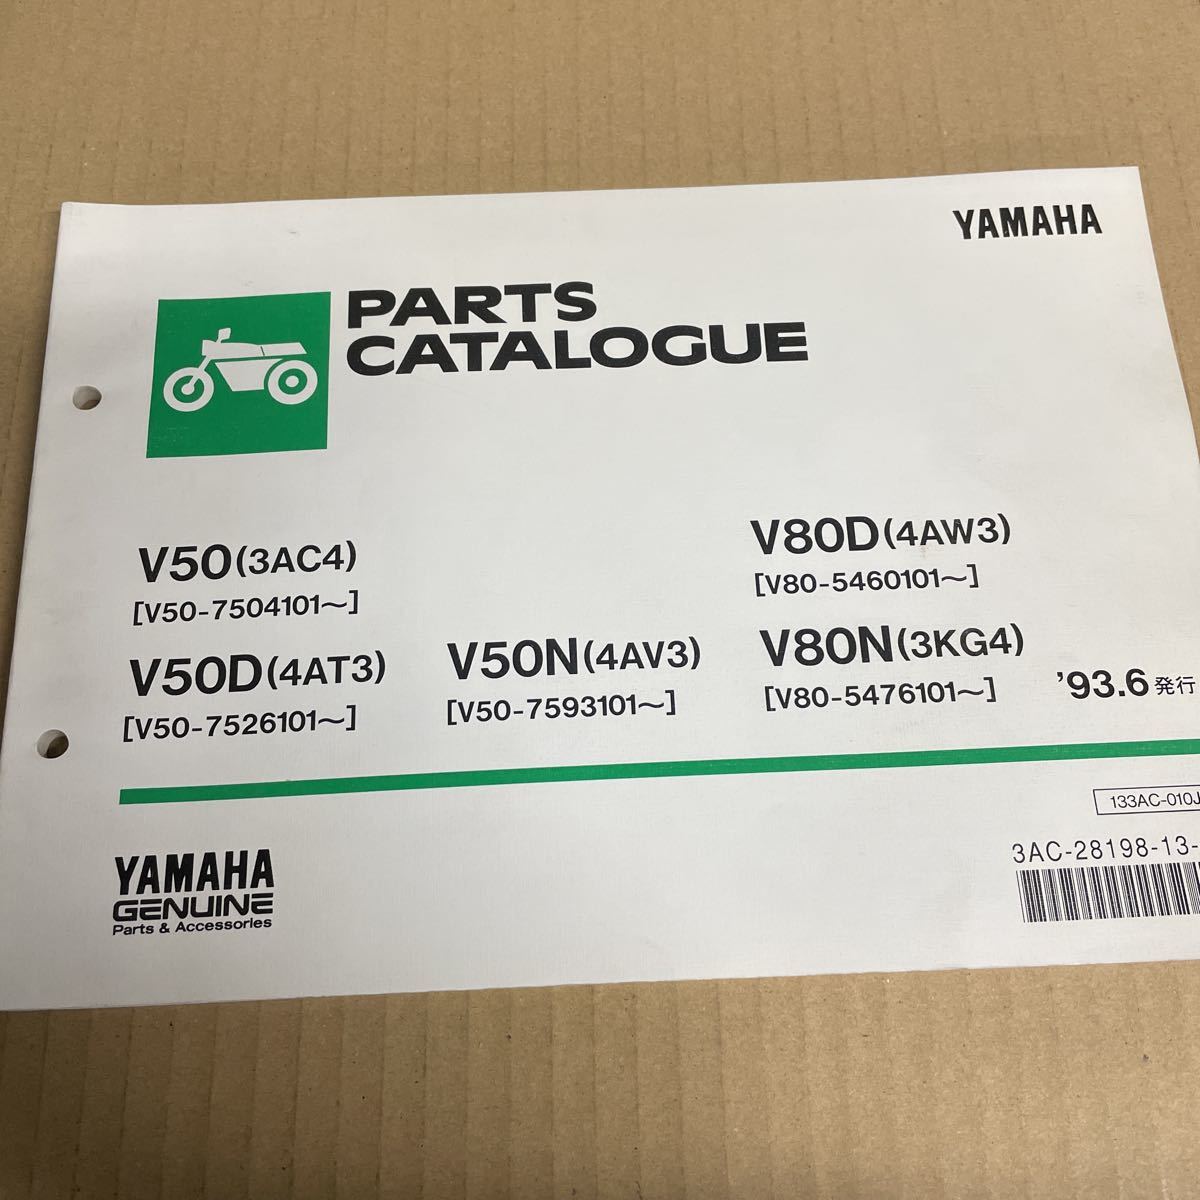 YAMAHA
PARTS
CATALOGUE
V50(3AC4)
[V50-7504101~]
V50D(4AT3)
[V50-7526101~]
V50N(4AV3)
[V50-7593101~]
V80D(4AW3)
[V80-5460101~]
V80N(3KG4)
[V80-5476101~]
'93.6発行
133AC-010J
3AC-28198-13-
YAMAHA
GENUINE
Parts & Accessories